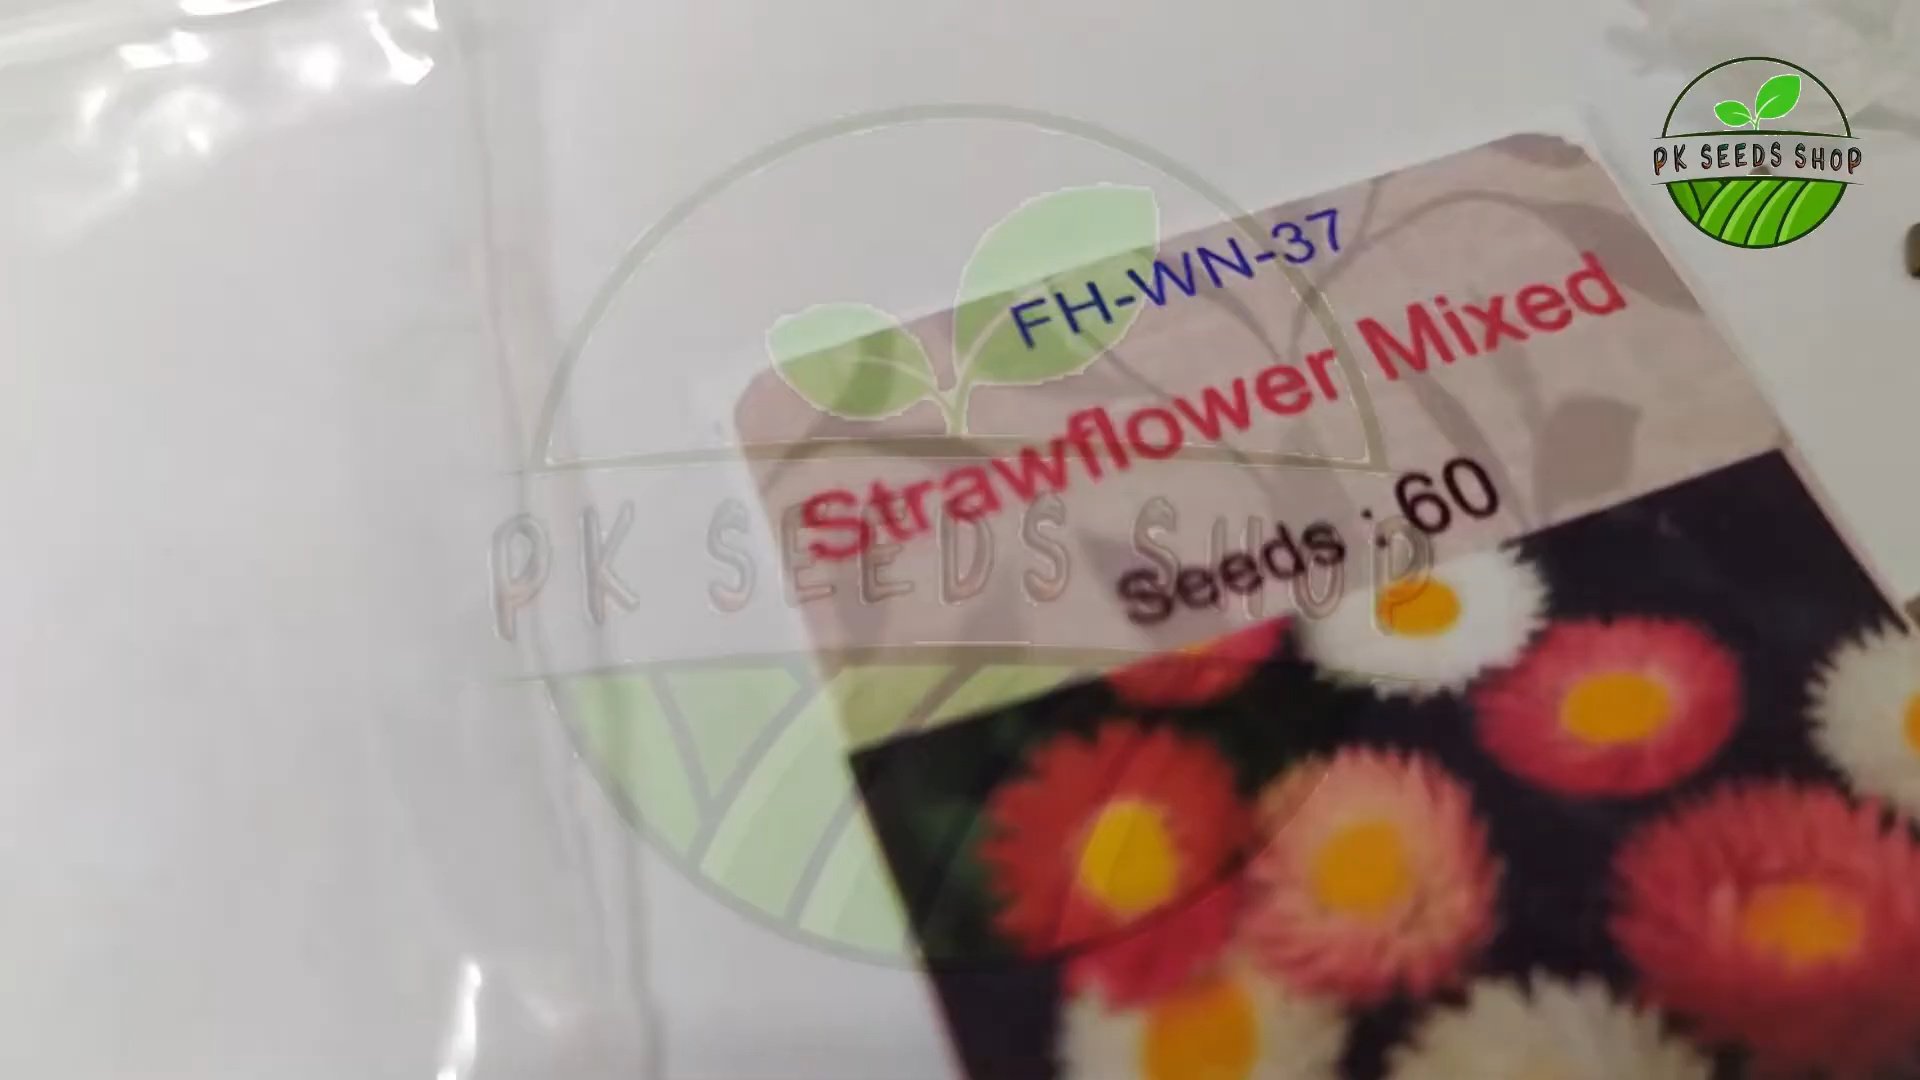 PK SEEDS SHOP
FH-WN-37
Strawflower Mixed
seeds : 60
PK SEEDS SHOP